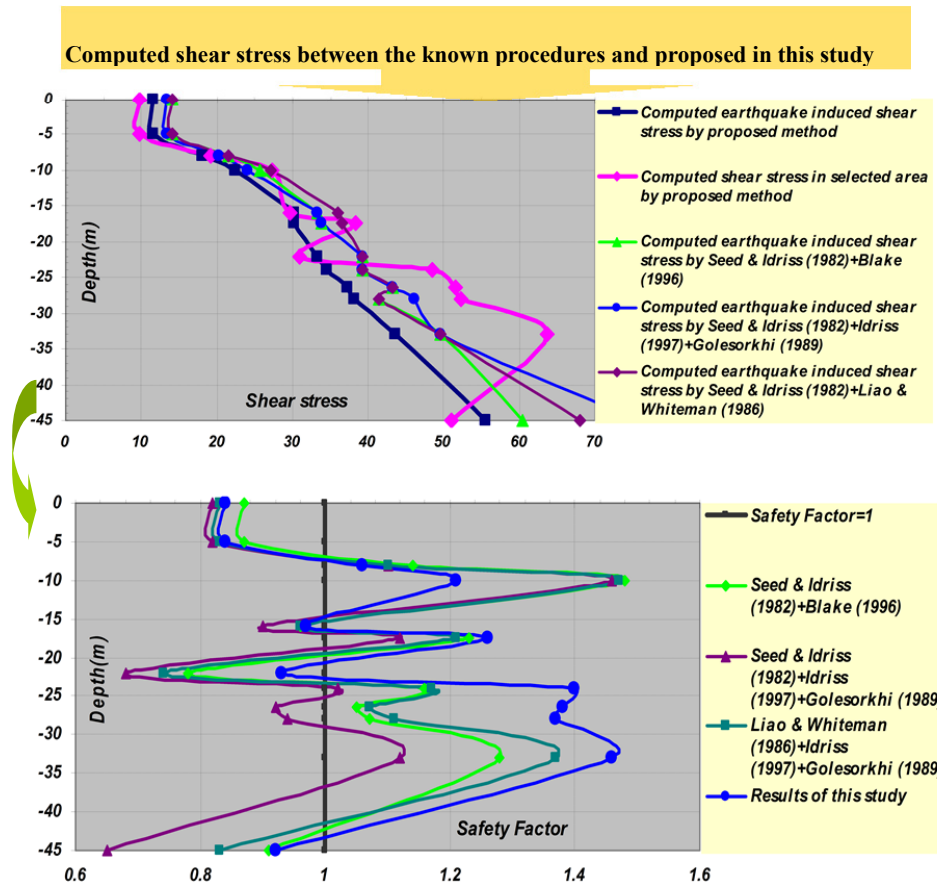 Computed shear stress between the known procedures and proposed in this study
0
-5
-10
-15
-20
-25
-30
-35
-40
-45
Depth(m)
Shear stress
0 10 20 30 40 50 60 70
Computed earthquake induced shear
stress by proposed method
Computed shear stress in selected area
by proposed method
Computed earthquake induced shear
stress by Seed & Idriss (1982)+Blake
(1996)
Computed earthquake induced shear
stress by Seed & Idriss (1982)+Idriss
(1997)+Golesorkhi (1989)
Computed earthquake induced shear
stress by Seed & Idriss (1982)+Liao &
Whiteman (1986)
0
-5
-10
-15
-20
-25
-30
-35
-40
-45
Depth(m)
Safety Factor
0.6 0.8 1 1.2 1.4 1.6
Safety Factor=1
Seed & Idriss
(1982)+Blake (1996)
Seed & Idriss
(1982)+Idriss
(1997)+Golesorkhi (1989
Liao & Whiteman
(1986)+Idriss
(1997)+Golesorkhi (1989
Results of this study